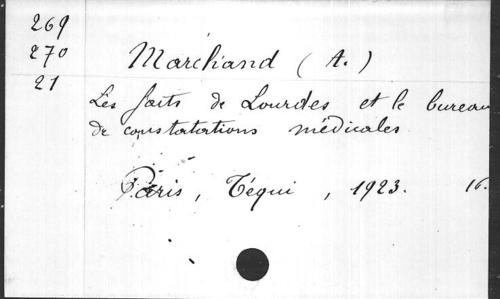 269
270 Marchand (A.)
21
Les faits de Lourdes et le bureau
de constatations médicales
Paris, Téqui, 1923. 16.